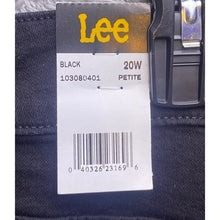 Lee
BLACK 20W
103080401 PETITE
0 40326 23169 6